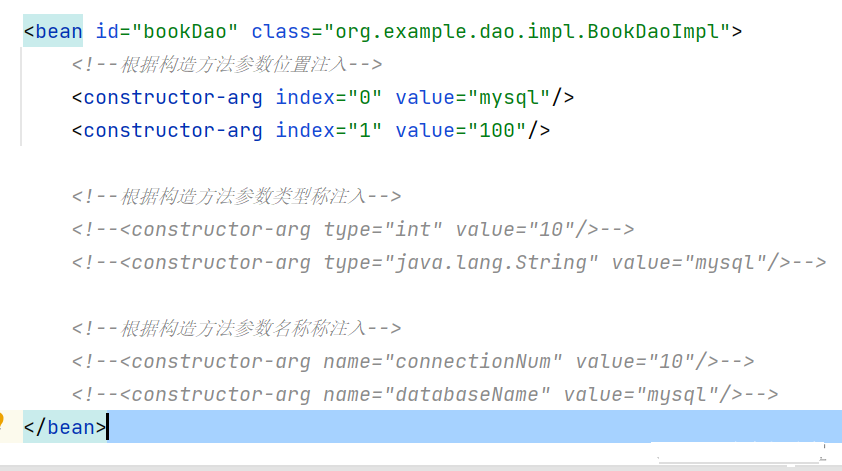 <bean id="bookDao" class="org.example.dao.impl.BookDaoImpl">
<!--根据构造方法参数位置注入-->
<constructor-arg index="0" value="mysql"/>
<constructor-arg index="1" value="100"/>
<!--根据构造方法参数类型称注入-->
<!--<constructor-arg type="int" value="10"/>-->
<!--<constructor-arg type="java.lang.String" value="mysql"/>-->
<!--根据构造方法参数名称称注入-->
<!--<constructor-arg name="connectionNum" value="10"/>-->
<!--<constructor-arg name="databaseName" value="mysql"/>-->
</bean>